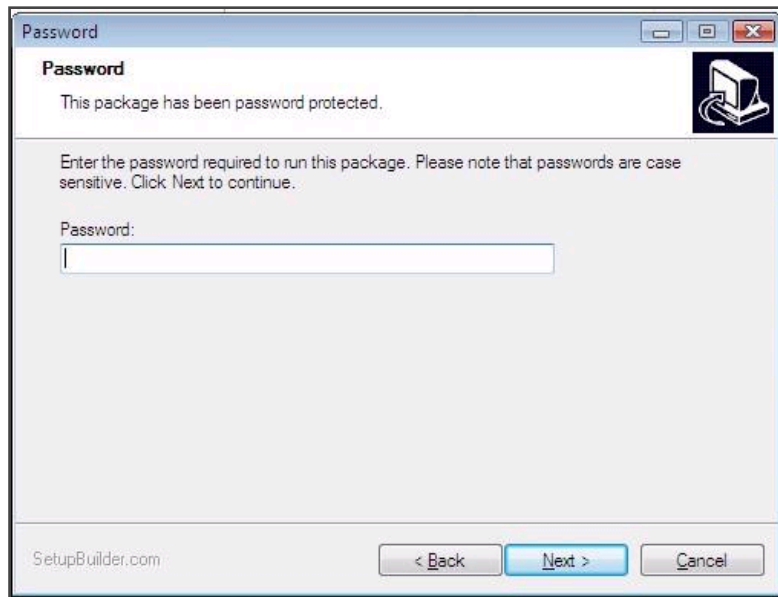 Password
Password
This package has been password protected.
Enter the password required to run this package. Please note that passwords are case
sensitive. Click Next to continue.
Password:
SetupBuilder.com
< Back
Next >
Cancel